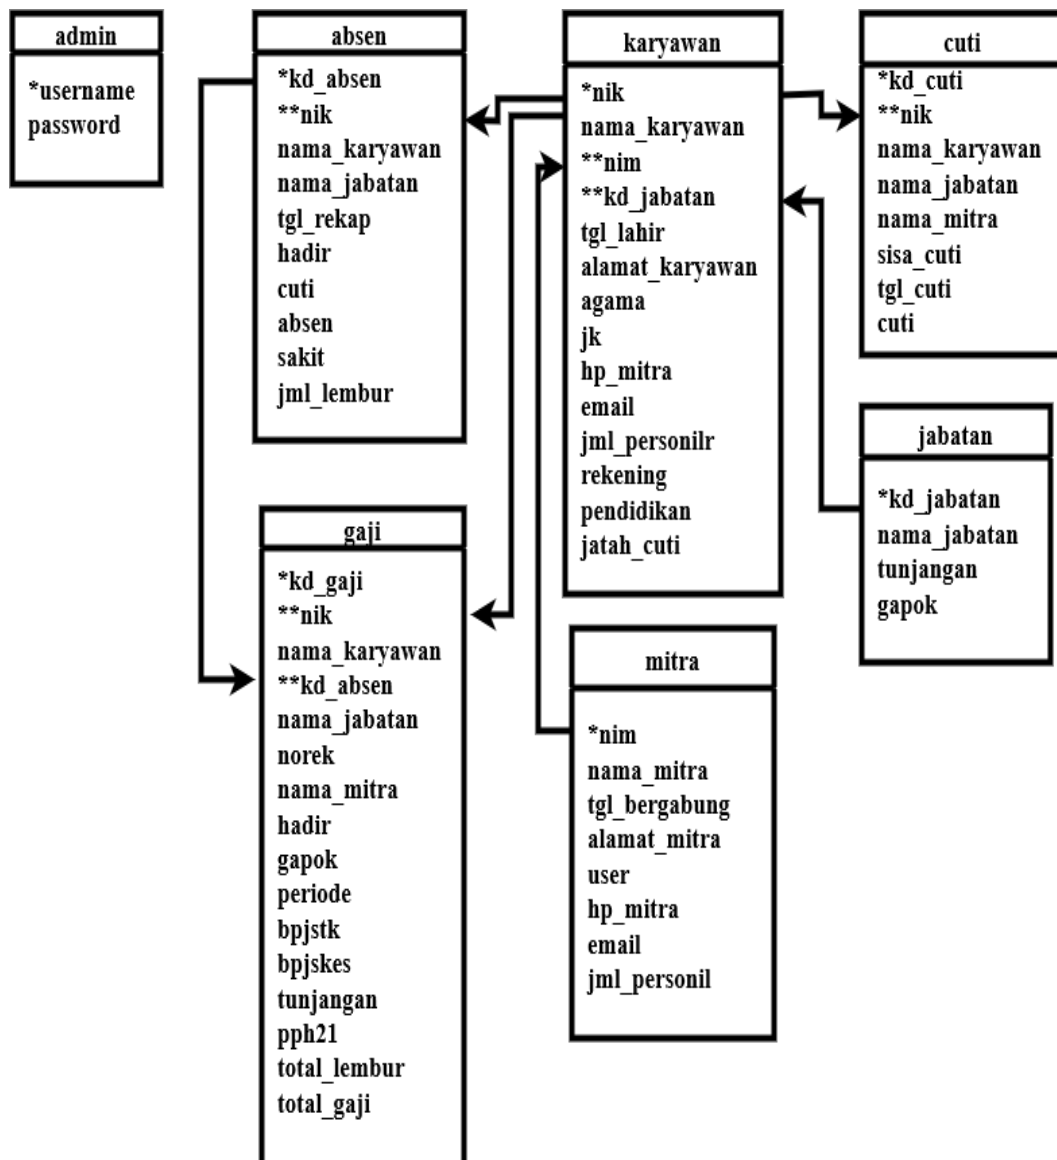 admin
*username
password
absen
*kd_absen
**nik
nama_karyawan
nama_jabatan
tgl_rekap
hadir
cuti
absen
sakit
jml_lembur
karyawan
*nik
nama_karyawan
**nim
**kd_jabatan
tgl_lahir
alamat_karyawan
agama
jk
hp_mitra
email
jml_personilr
rekening
pendidikan
jatah_cuti
cuti
*kd_cuti
**nik
nama_karyawan
nama_jabatan
nama_mitra
sisa_cuti
tgl_cuti
cuti
jabatan
*kd_jabatan
nama_jabatan
tunjangan
gapok
gaji
*kd_gaji
**nik
nama_karyawan
**kd_absen
nama_jabatan
norek
nama_mitra
hadir
gapok
periode
bpjstk
bpjskes
tunjangan
pph21
total_lembur
total_gaji
mitra
*nim
nama_mitra
tgl_bergabung
alamat_mitra
user
hp_mitra
email
jml_personil